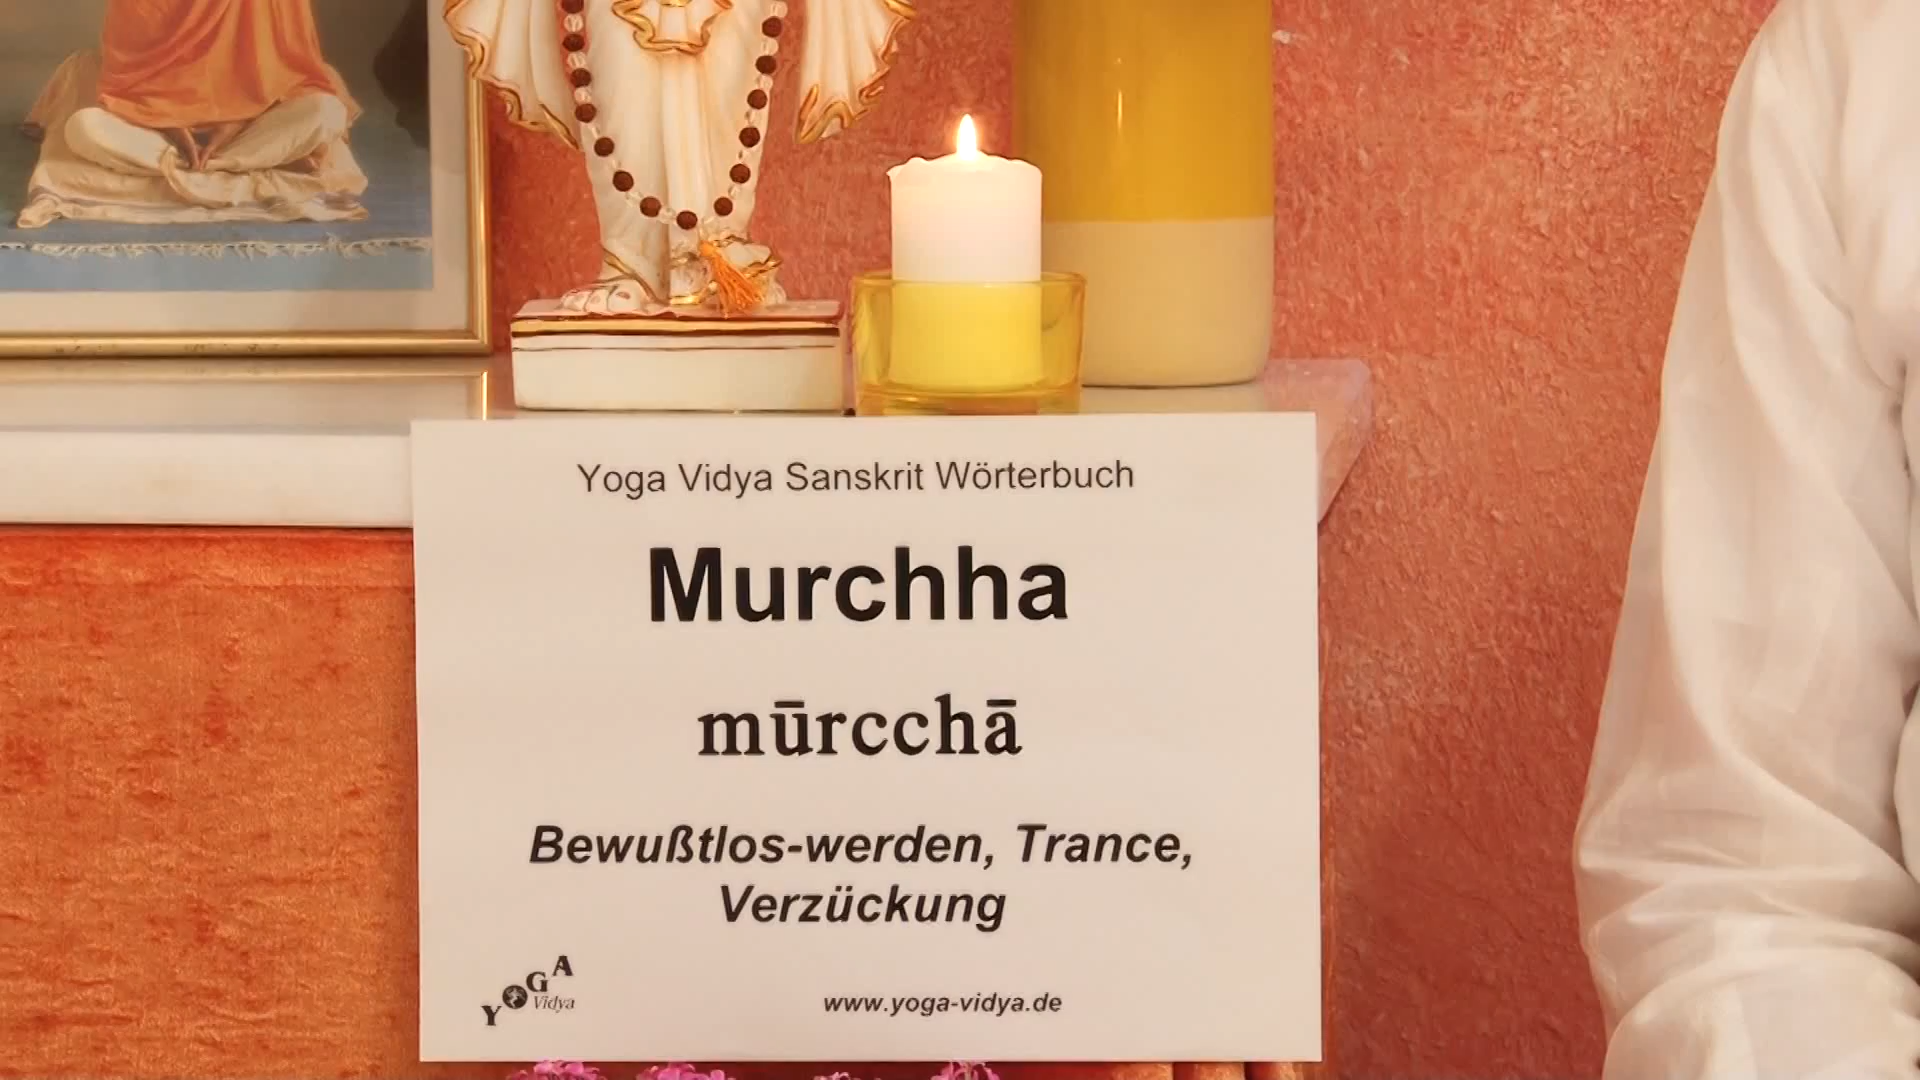 Yoga Vidya Sanskrit Wörterbuch
Murchha
mūrcchā
Bewußtlos-werden, Trance,
Verzückung
YOGA
Vidya
www.yoga-vidya.de